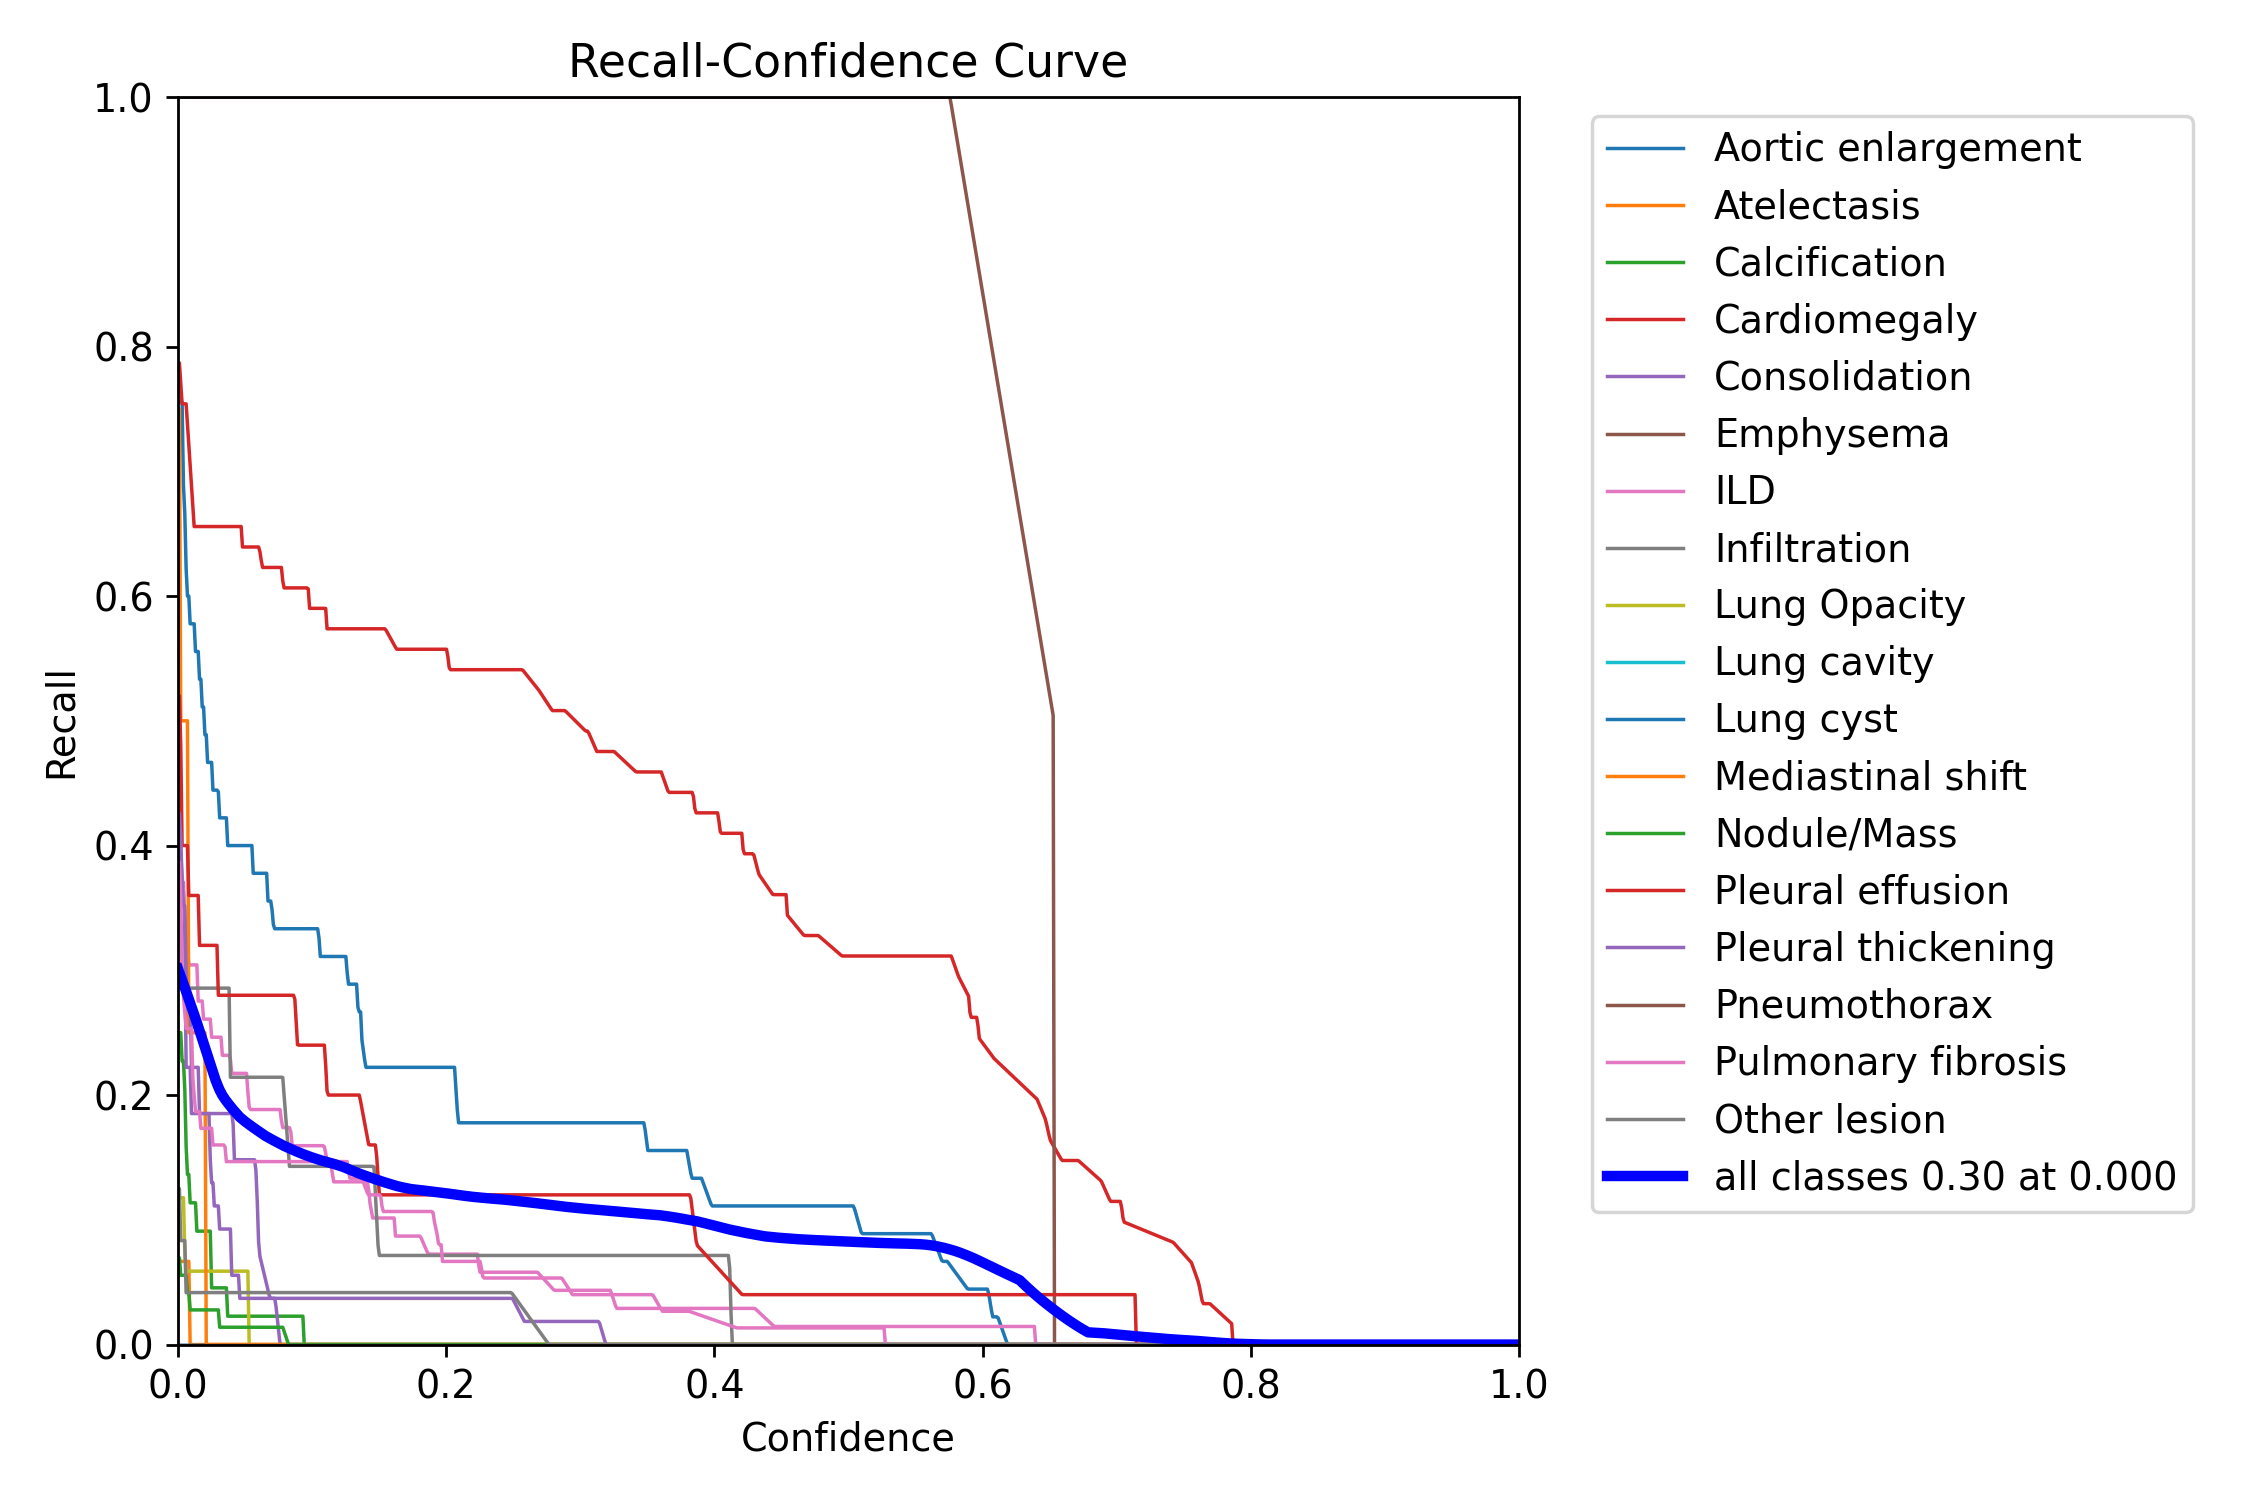 Recall-Confidence Curve
1.0
0.8
0.6
0.4
0.2
0.0
Recall
0.0 0.2 0.4 0.6 0.8 1.0
Confidence
Aortic enlargement
Atelectasis
Calcification
Cardiomegaly
Consolidation
Emphysema
ILD
Infiltration
Lung Opacity
Lung cavity
Lung cyst
Mediastinal shift
Nodule/Mass
Pleural effusion
Pleural thickening
Pneumothorax
Pulmonary fibrosis
Other lesion
all classes 0.30 at 0.000